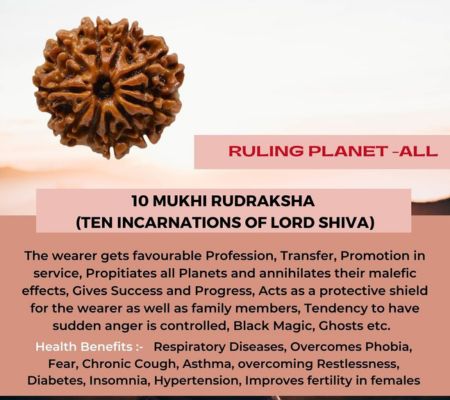 RULING PLANET -ALL
10 MUKHI RUDRAKSHA
(TEN INCARNATIONS OF LORD SHIVA)
The wearer gets favourable Profession, Transfer, Promotion in
service, Propitiates all Planets and annihilates their malefic
effects, Gives Success and Progress, Acts as a protective shield
for the wearer as well as family members, Tendency to have
sudden anger is controlled, Black Magic, Ghosts etc.
Health Benefits :- Respiratory Diseases, Overcomes Phobia,
Fear, Chronic Cough, Asthma, overcoming Restlessness,
Diabetes, Insomnia, Hypertension, Improves fertility in females